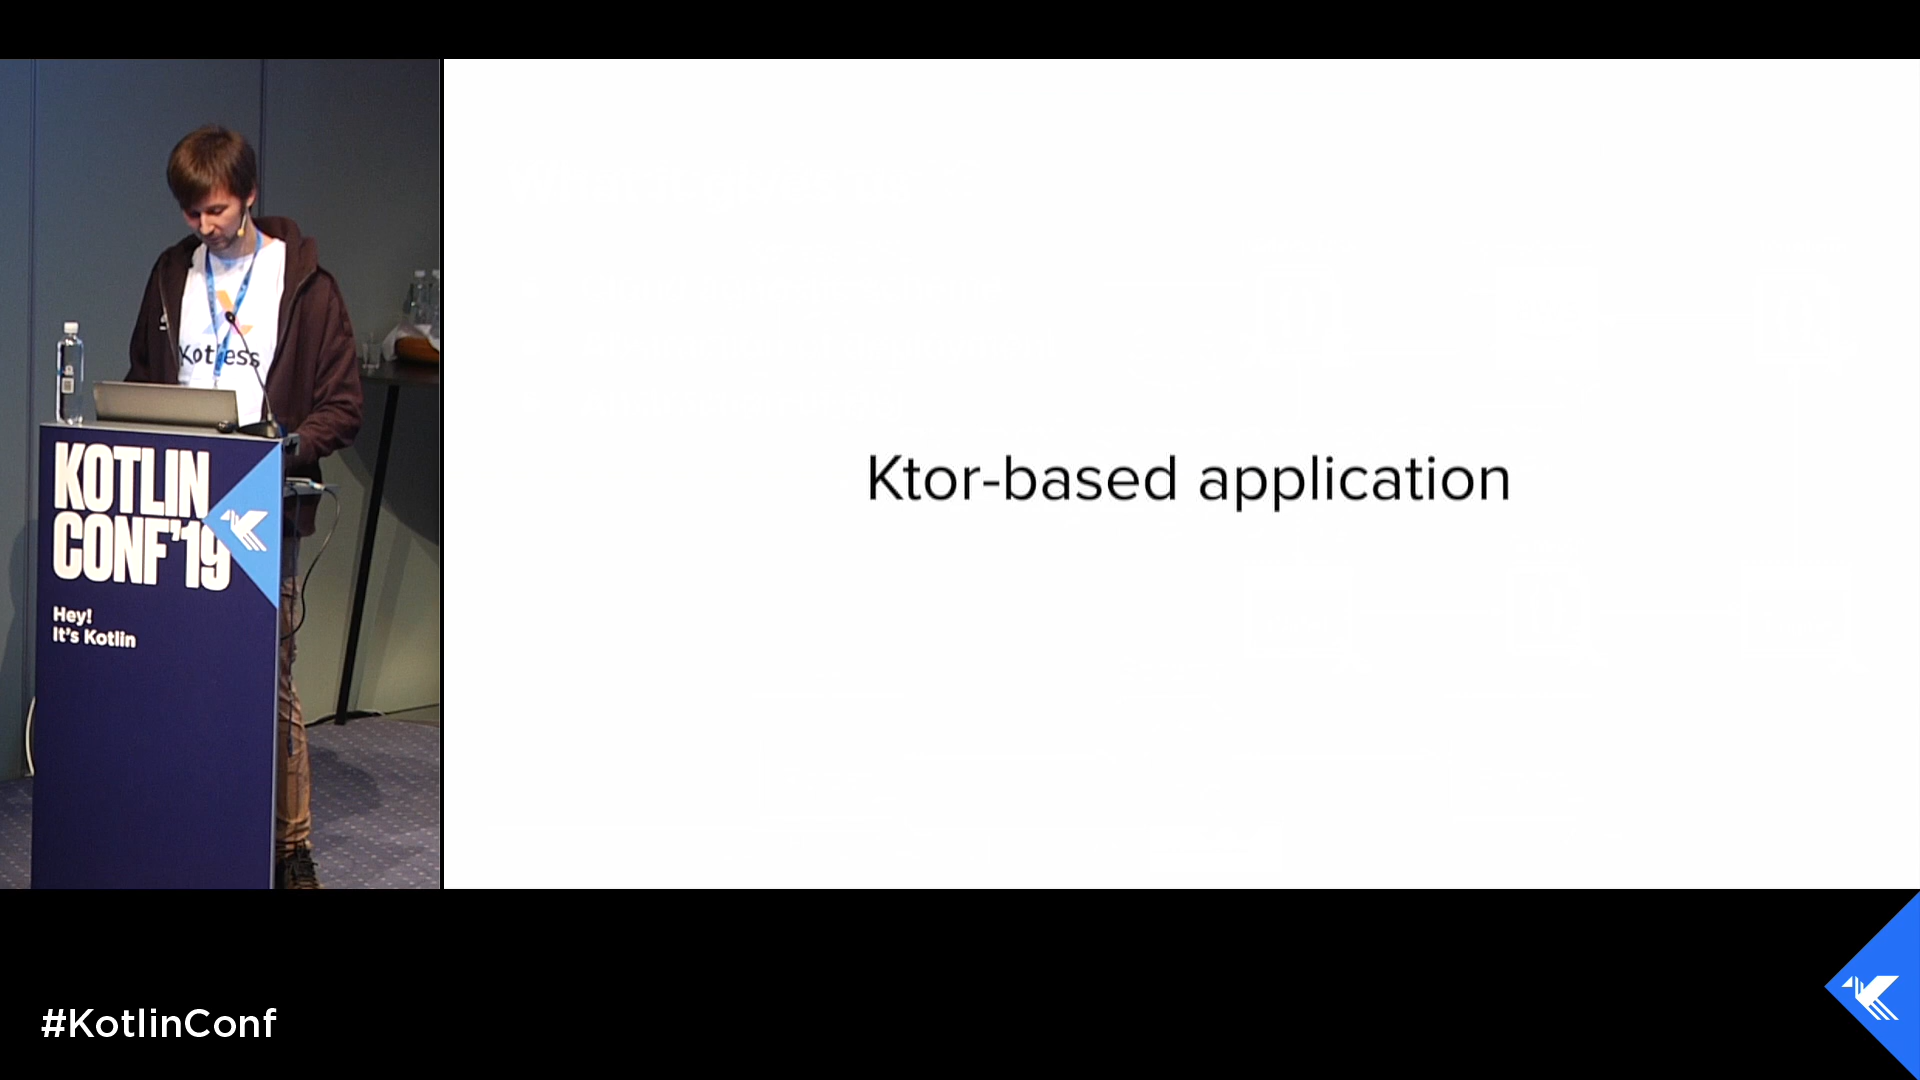 Kotless
KOTLIN
CONF'19
Hey!
It's Kotlin
Ktor-based application
#KotlinConf